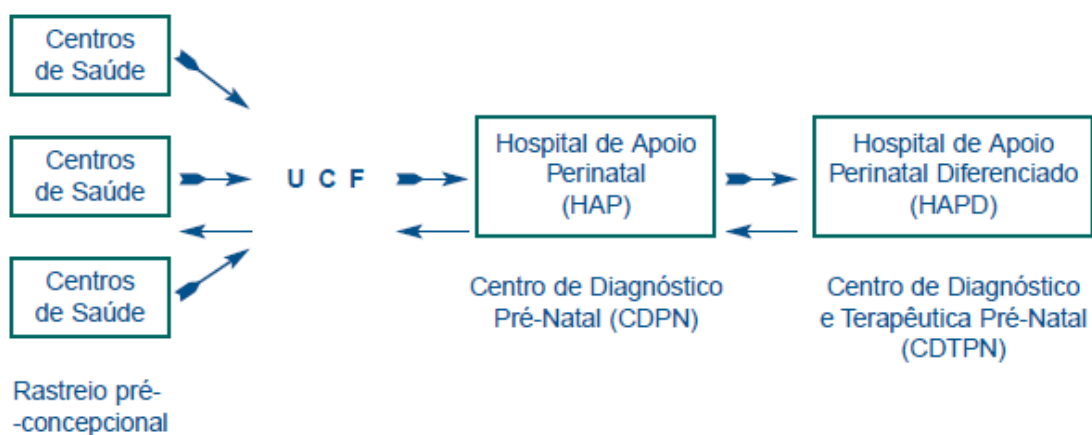 Centros
de Saúde
Centros
de Saúde
Centros
de Saúde
Rastreio pré-
-concepcional
U C F
Hospital de Apoio
Perinatal
(HAP)
Centro de Diagnóstico
Pré-Natal (CDPN)
Hospital de Apoio
Perinatal Diferenciado
(HAPD)
Centro de Diagnóstico
e Terapêutica Pré-Natal
(CDTPN)